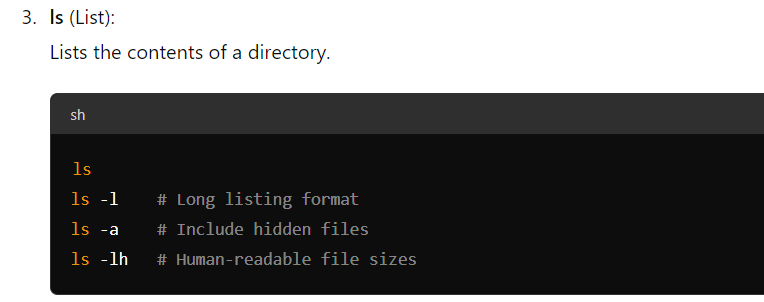 3. ls (List):
Lists the contents of a directory.
sh
ls
ls -l   # Long listing format
ls -a   # Include hidden files
ls -lh  # Human-readable file sizes